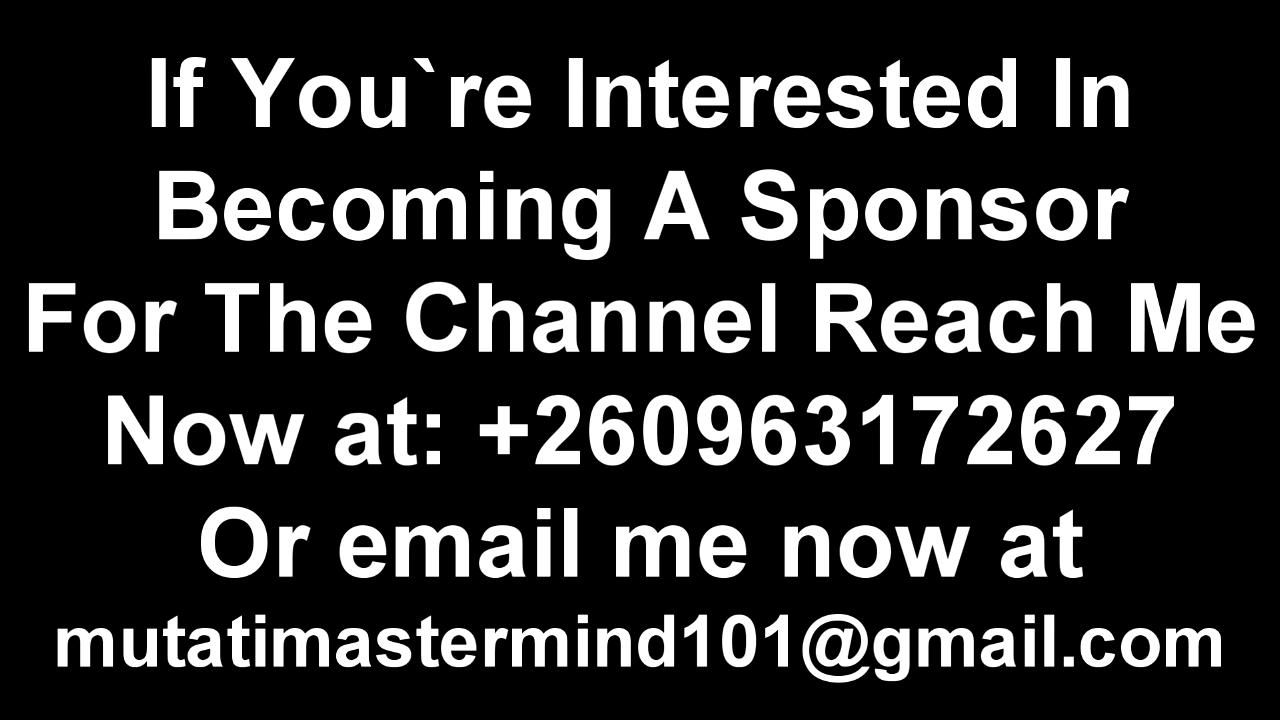 If You`re Interested In
Becoming A Sponsor
For The Channel Reach Me
Now at: +260963172627
Or email me now at
mutatimastermind101@gmail.com